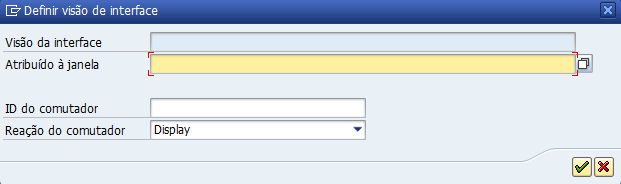 Definir visão de interface
Visão da interface
Atribuído à janela
ID do comutador
Reação do comutador Display